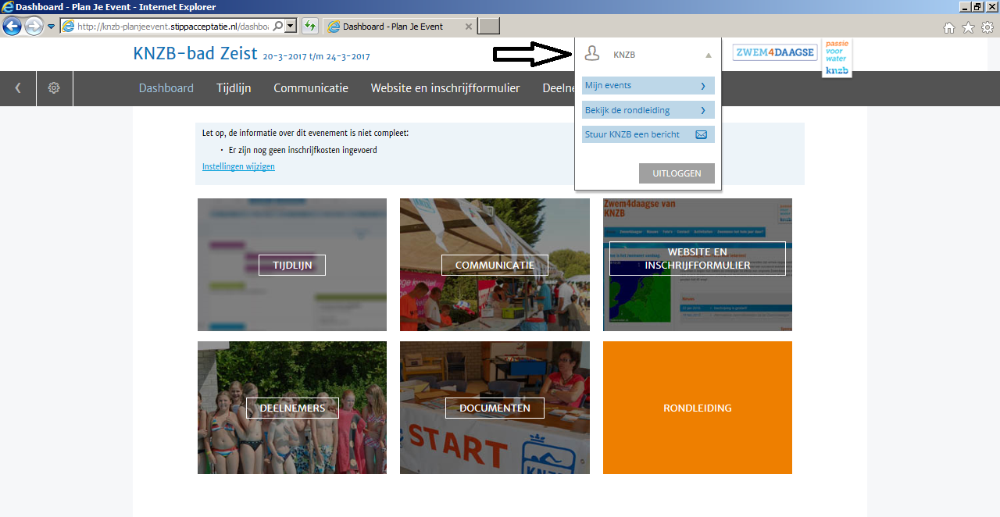 Dashboard - Plan Je Event - Internet Explorer
http://knzb-planjeevent.stippacceptatie.nl/dashbo
Dashboard - Plan Je Event
KNZB-bad Zeist 20-3-2017 t/m 24-3-2017
KNZB
ZWEM4DAAGSE
passie
voor
water
knzb
Dashboard Tijdlijn Communicatie Website en inschrijfformulier Deelne
Mijn events
Bekijk de rondleiding
Stuur KNZB een bericht
UITLOGGEN
Let op, de informatie over dit evenement is niet compleet:
• Er zijn nog geen inschrijfkosten ingevoerd
Instellingen wijzigen
TIJDLIJN
COMMUNICATIE
Zwem4daagse van
KNZB
WEBSITE EN
INSCHRIJFFORMULIER
DEELNEMERS
DOCUMENTEN
START
KNZB
RONDLEIDING